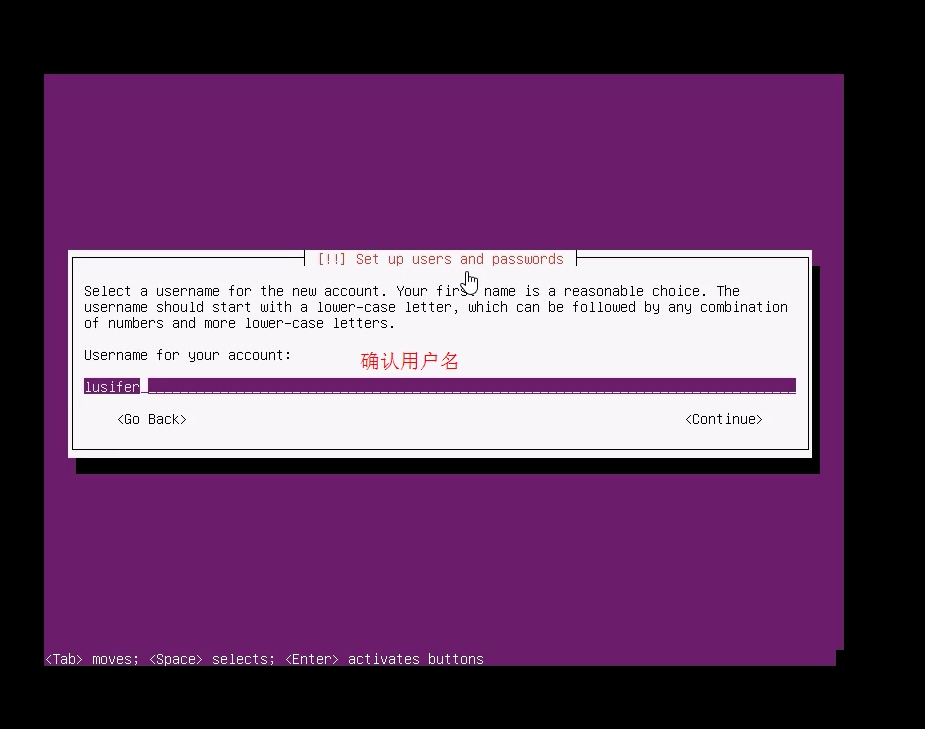 [!!] Set up users and passwords
Select a username for the new account. Your first name is a reasonable choice. The
username should start with a lower-case letter, which can be followed by any combination
of numbers and more lower-case letters.
Username for your account:
确认用户名
lusifer
<Go Back>
<Continue>
<Tab> moves; <Space> selects; <Enter> activates buttons